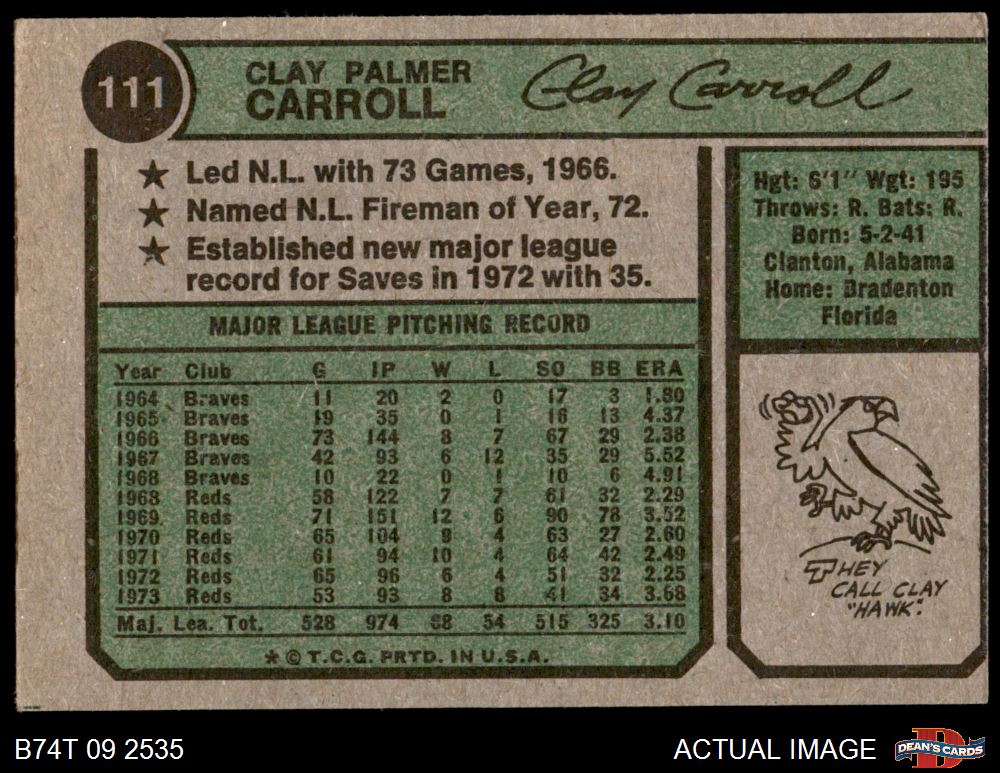 111
CLAY PALMER
CARROLL
Clay Carroll
★ Led N.L. with 73 Games, 1966.
★ Named N.L. Fireman of Year, 72.
★ Established new major league
record for Saves in 1972 with 35.
Hgt: 6'1" Wgt: 195
Throws: R. Bats: R.
Born: 5-2-41
Clanton, Alabama
Home: Bradenton
Florida
MAJOR LEAGUE PITCHING RECORD
Year Club G IP W L SO BB ERA
1964 Braves 11 20 2 0 17 3 1.80
1965 Braves 19 35 0 1 16 13 4.37
1966 Braves 73 144 8 7 67 29 2.38
1967 Braves 42 93 6 12 35 29 5.52
1968 Braves 10 22 0 1 10 6 4.91
1968 Reds 58 122 7 7 61 32 2.29
1969 Reds 71 151 12 6 90 78 3.52
1970 Reds 65 104 9 4 63 27 2.60
1971 Reds 61 94 10 4 64 42 2.49
1972 Reds 65 96 6 4 51 32 2.25
1973 Reds 53 93 8 8 41 34 3.68
Maj. Lea. Tot. 528 974 68 54 515 325 3.10
* © T.C.G. PRTD. IN U.S.A.
THEY
CALL CLAY
"HAWK".
B74T 09 2535
ACTUAL IMAGE
D
DEAN'S CARDS